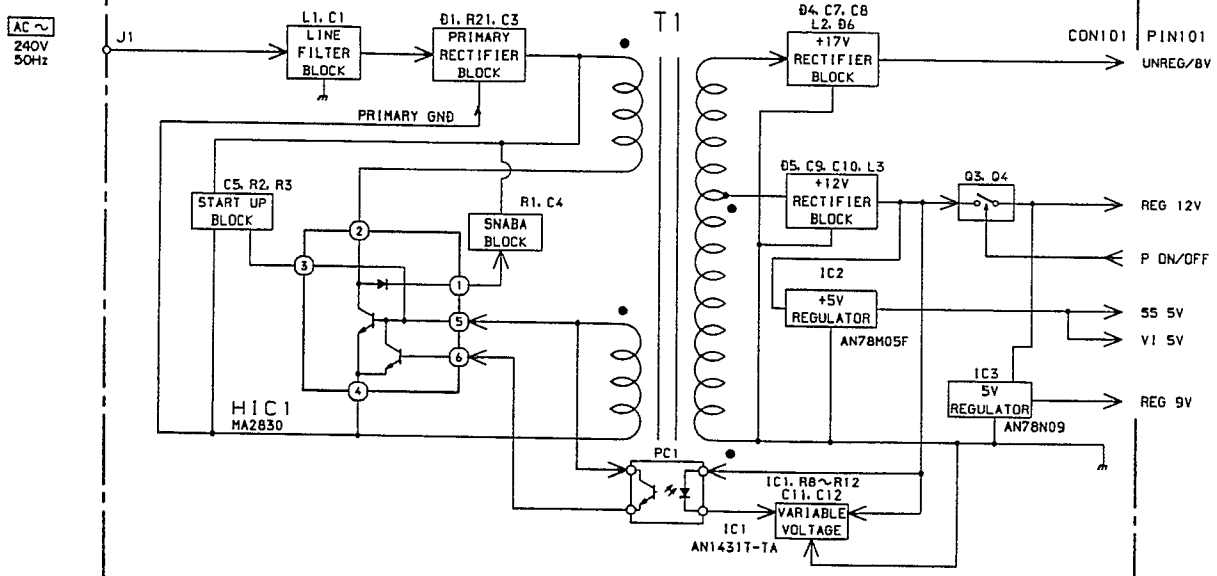 AC ~
240V
50Hz
J1
L1, C1
LINE
FILTER
BLOCK
D1, R21, C3
PRIMARY
RECTIFIER
BLOCK
PRIMARY GND
T1
D4, C7, C8
L2, D6
+17V
RECTIFIER
BLOCK
CON101
PIN101
UNREG/8V
C5, R2, R3
START UP
BLOCK
R1, C4
SNABA
BLOCK
2
3
1
5
6
4
HIC1
MA2830
D5, C9, C10, L3
+12V
RECTIFIER
BLOCK
Q3, Q4
REG 12V
P ON/OFF
IC2
+5V
REGULATOR
AN78M05F
SS 5V
VI 5V
IC3
5V
REGULATOR
AN78N09
REG 9V
PC1
IC1, R8~R12
C11, C12
VARIABLE
VOLTAGE
IC1
AN1431T-TA